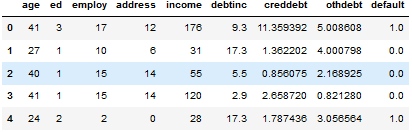 age ed employ address income debtinc creddebt othdebt default
0 41 3 17 12 176 9.3 11.359392 5.008608 1.0
1 27 1 10 6 31 17.3 1.362202 4.000798 0.0
2 40 1 15 14 55 5.5 0.856075 2.168925 0.0
3 41 1 15 14 120 2.9 2.658720 0.821280 0.0
4 24 2 2 0 28 17.3 1.787436 3.056564 1.0